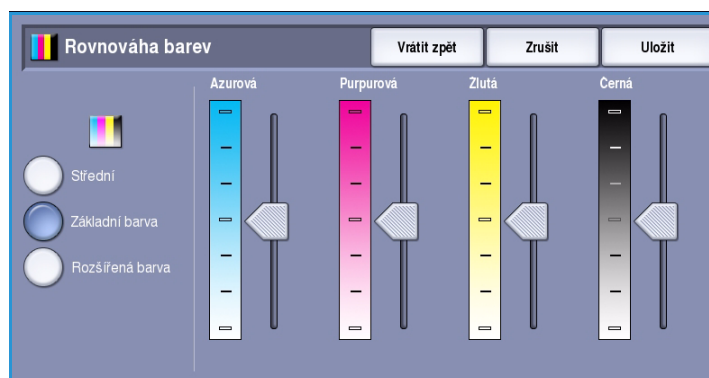 Rovnováha barev
Vrátit zpět
Zrušit
Uložit
Azurová
Purpurová
Žlutá
Černá
Střední
Základní barva
Rozšířená barva